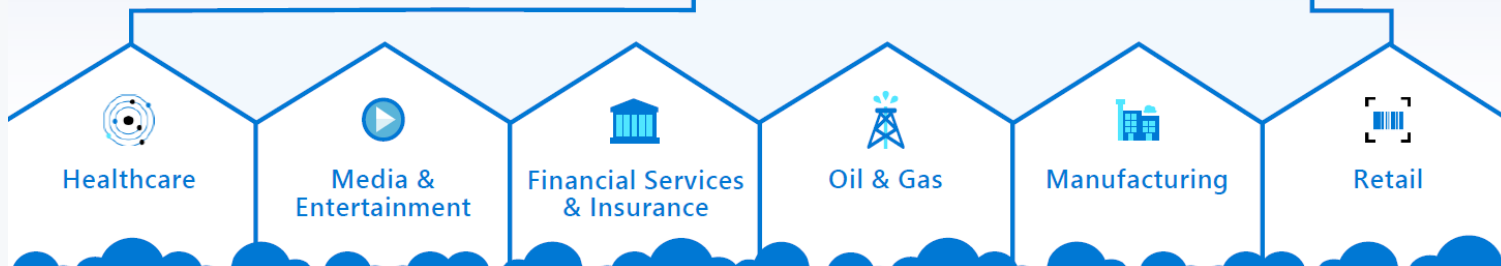 Healthcare
Media &
Entertainment
Financial Services
& Insurance
Oil & Gas
Manufacturing
Retail